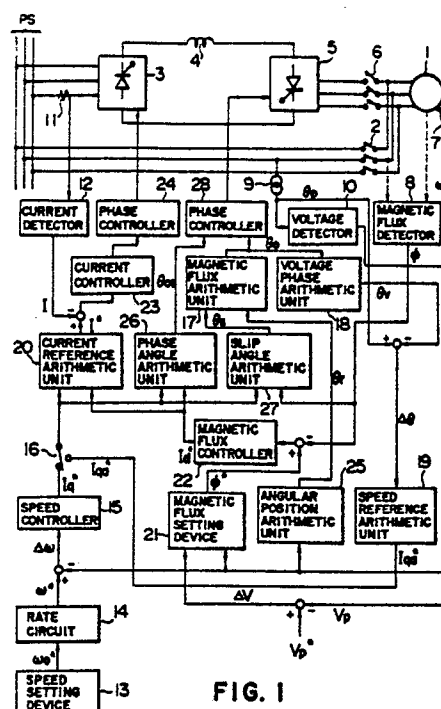 PS
3
4
5
6
1
7
11
2
9
θp
ω
12
24
28
10
8
CURRENT
DETECTOR
PHASE
CONTROLLER
PHASE
CONTROLLER
VOLTAGE
DETECTOR
MAGNETIC
FLUX
DETECTOR
θo
Φ
CURRENT
CONTROLLER
23
MAGNETIC
FLUX
ARITHMETIC
UNIT
17
VOLTAGE
PHASE
ARITHMETIC
UNIT
18
θv
I
I*
26
θs
20
CURRENT
REFERENCE
ARITHMETIC
UNIT
PHASE
ANGLE
ARITHMETIC
UNIT
SLIP
ANGLE
ARITHMETIC
UNIT
27
θr
Δθ
16
Iq*
Iqs*
Id*
22
MAGNETIC
FLUX
CONTROLLER
Φ*
25
19
15
SPEED
CONTROLLER
21
MAGNETIC
FLUX
SETTING
DEVICE
ANGULAR
POSITION
ARITHMETIC
UNIT
SPEED
REFERENCE
ARITHMETIC
UNIT
Δω
Iqs*
ω*
ΔV
Vp
Vp*
RATE
CIRCUIT
14
ωo*
SPEED
SETTING
DEVICE
13
FIG. 1